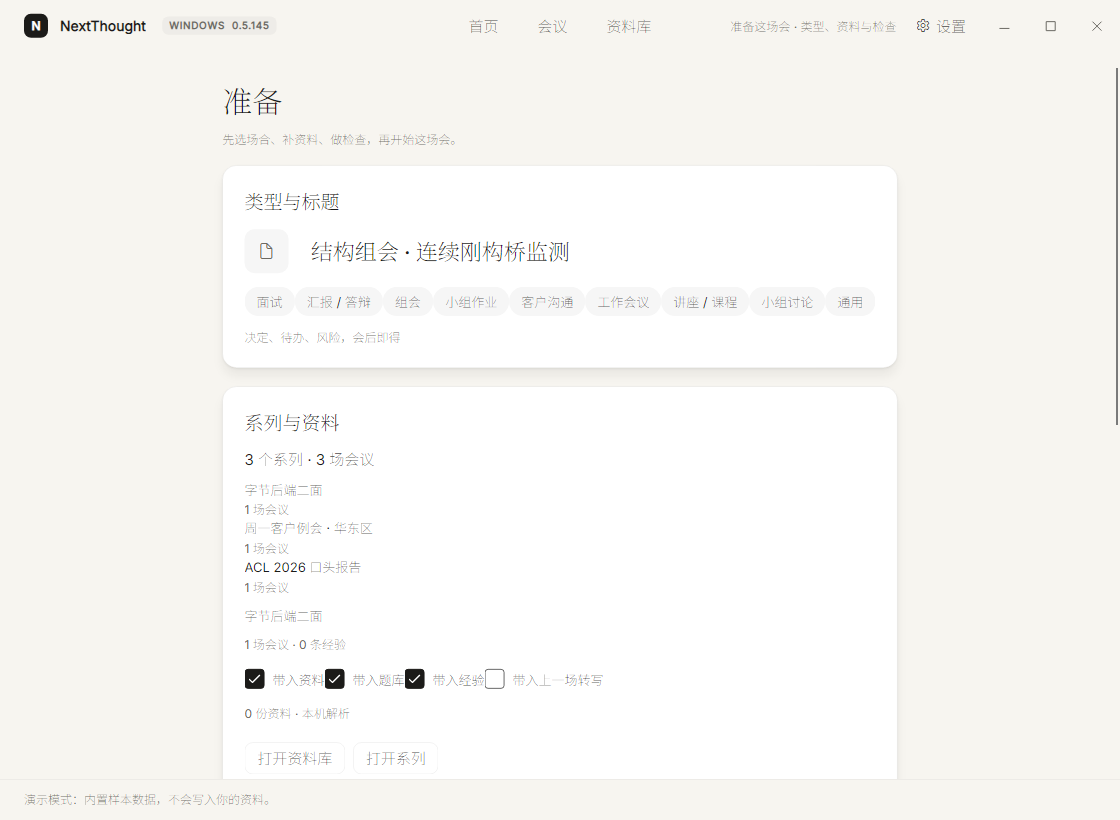 N NextThought WINDOWS 0.5.145 首页 会议 资料库 准备这场会 · 类型、资料与检查 设置
准备
先选场合、补资料、做检查，再开始这场会。
类型与标题
结构组会 · 连续刚构桥监测
面试 汇报 / 答辩 组会 小组作业 客户沟通 工作会议 讲座 / 课程 小组讨论 通用
决定、待办、风险，会后即得
系列与资料
3 个系列 · 3 场会议
字节后端二面
1 场会议
周一客户例会 · 华东区
1 场会议
ACL 2026 口头报告
1 场会议
字节后端二面
1 场会议 · 0 条经验
带入资料 带入题库 带入经验 带入上一场转写
0 份资料 · 本机解析
打开资料库 打开系列
演示模式：内置样本数据，不会写入你的资料。